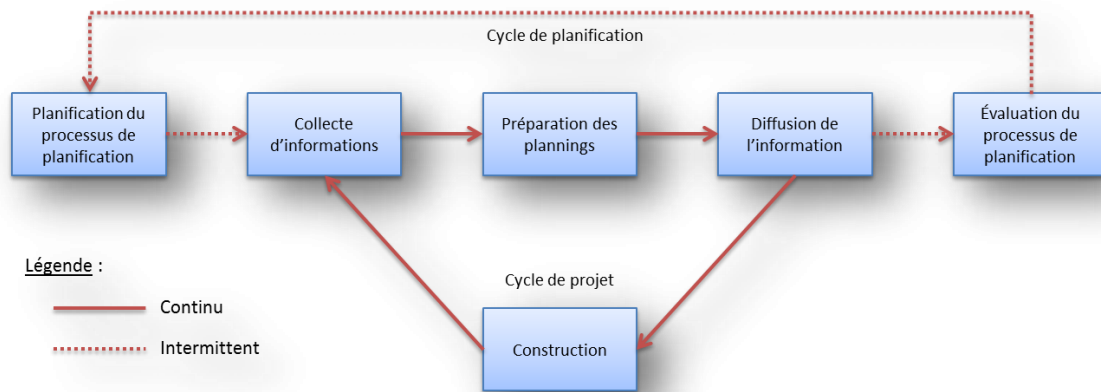 Cycle de planification
Planification du
processus de
planification
Collecte
d'informations
Préparation des
plannings
Diffusion de
l'information
Évaluation du
processus de
planification
Légende :
Continu
Intermittent
Cycle de projet
Construction